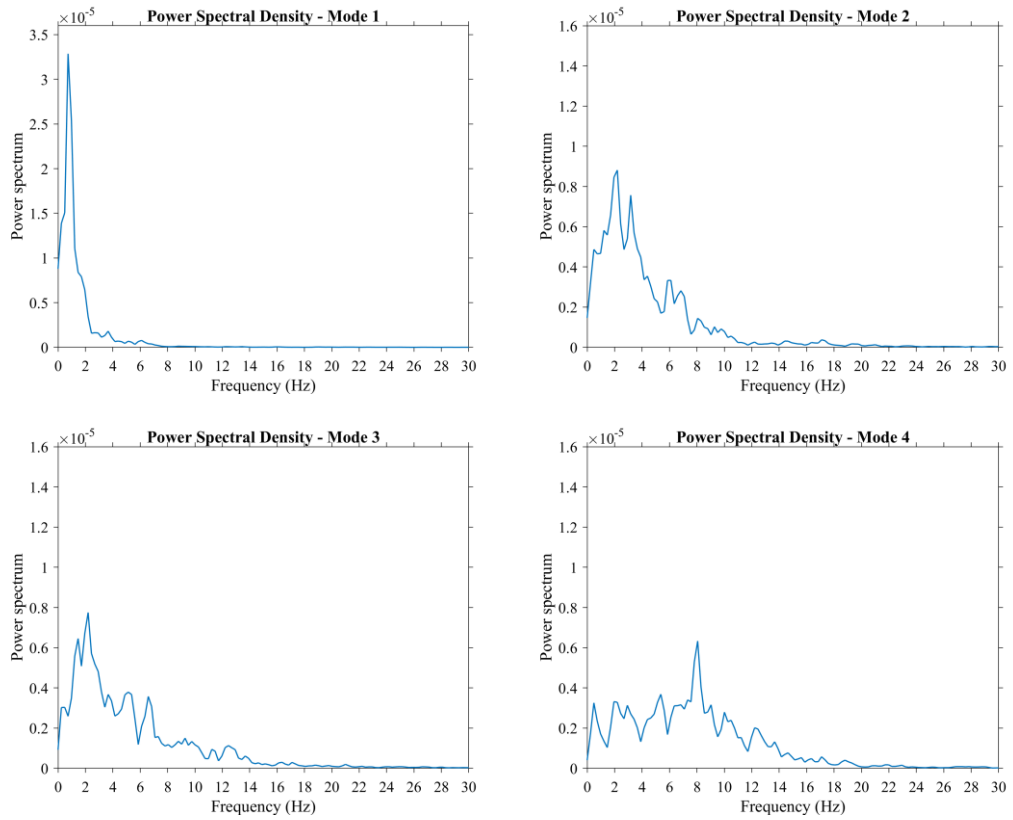 Power Spectral Density - Mode 1
×10⁻⁵
3.5
3
2.5
2
1.5
1
0.5
0
Power spectrum
0 2 4 6 8 10 12 14 16 18 20 22 24 26 28 30
Frequency (Hz)
Power Spectral Density - Mode 2
×10⁻⁵
1.6
1.4
1.2
1
0.8
0.6
0.4
0.2
0
Power spectrum
0 2 4 6 8 10 12 14 16 18 20 22 24 26 28 30
Frequency (Hz)
Power Spectral Density - Mode 3
×10⁻⁵
1.6
1.4
1.2
1
0.8
0.6
0.4
0.2
0
Power spectrum
0 2 4 6 8 10 12 14 16 18 20 22 24 26 28 30
Frequency (Hz)
Power Spectral Density - Mode 4
×10⁻⁵
1.6
1.4
1.2
1
0.8
0.6
0.4
0.2
0
Power spectrum
0 2 4 6 8 10 12 14 16 18 20 22 24 26 28 30
Frequency (Hz)